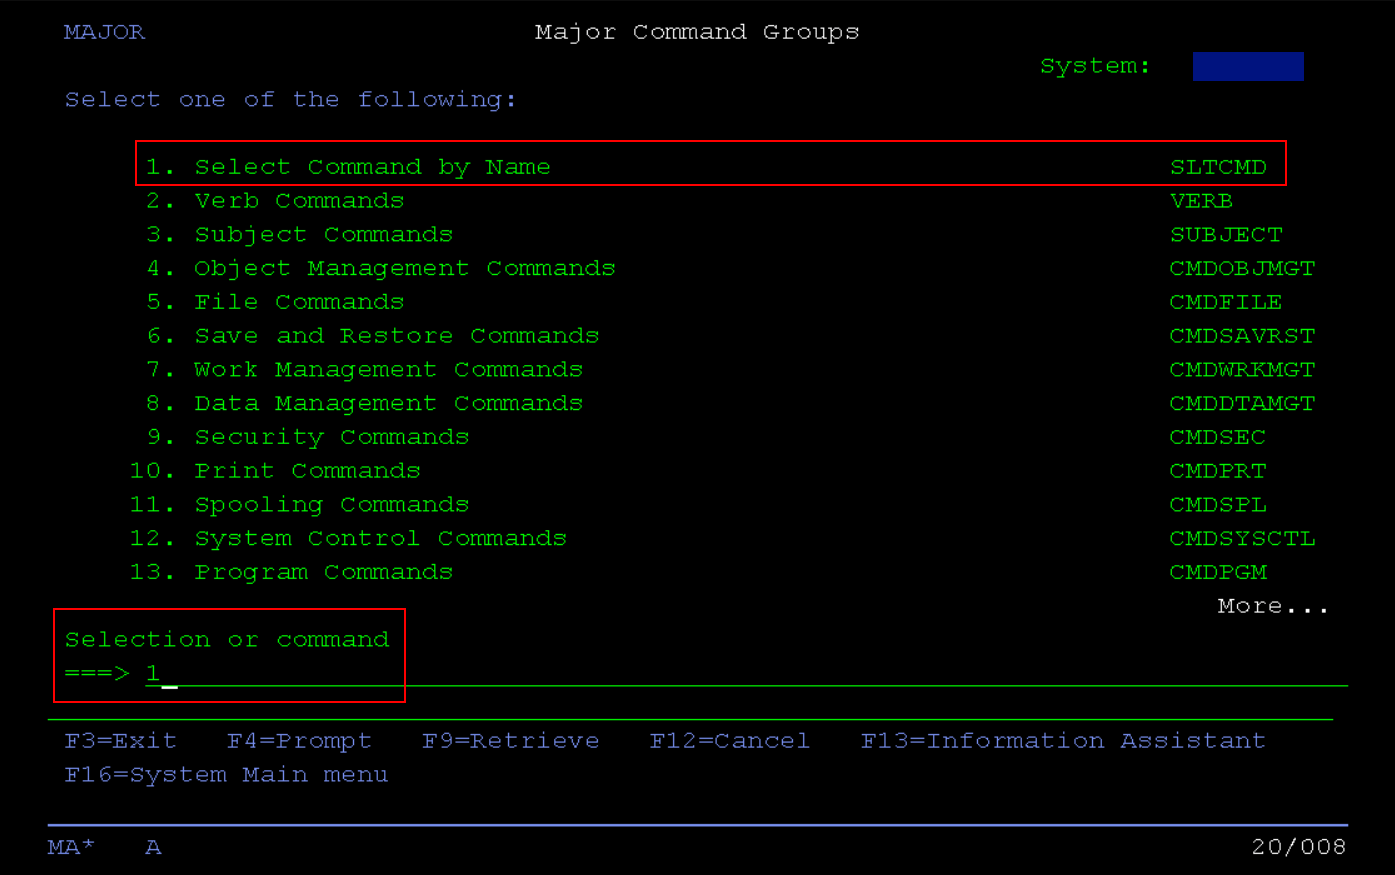 MAJOR Major Command Groups
System:
Select one of the following:
1. Select Command by Name SLTCMD
2. Verb Commands VERB
3. Subject Commands SUBJECT
4. Object Management Commands CMDOBJMGT
5. File Commands CMDFILE
6. Save and Restore Commands CMDSAVRST
7. Work Management Commands CMDWRKMGT
8. Data Management Commands CMDDTAMGT
9. Security Commands CMDSEC
10. Print Commands CMDPRT
11. Spooling Commands CMDSPL
12. System Control Commands CMDSYSCTL
13. Program Commands CMDPGM
More...
Selection or command
===> 1
F3=Exit F4=Prompt F9=Retrieve F12=Cancel F13=Information Assistant
F16=System Main menu
MA* A 20/008